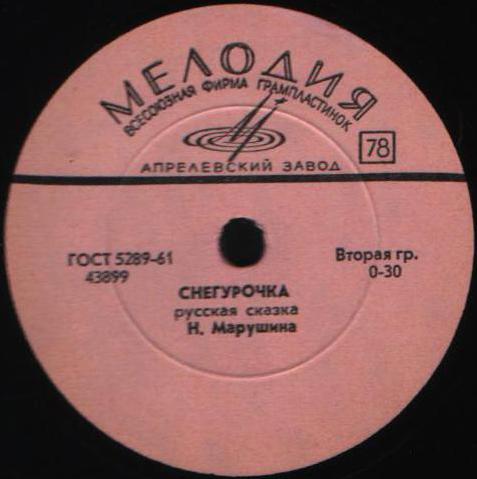 МЕЛОДИЯ
ВСЕСОЮЗНАЯ ФИРМА ГРАМПЛАСТИНОК
АПРЕЛЕВСКИЙ ЗАВОД
78
ГОСТ 5289-61
43899
Вторая гр.
0-30
СНЕГУРОЧКА
русская сказка
Н. Марушина